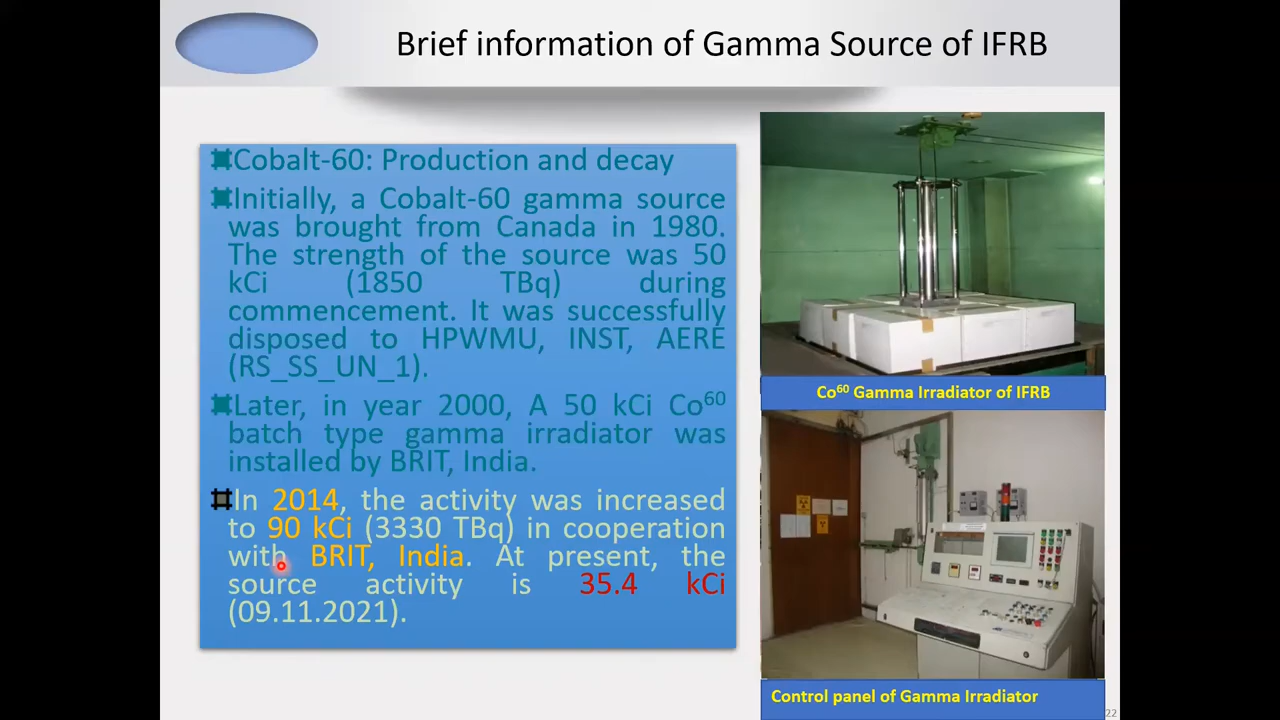 Brief information of Gamma Source of IFRB
Cobalt-60: Production and decay
Initially, a Cobalt-60 gamma source
was brought from Canada in 1980.
The strength of the source was 50
kCi (1850 TBq) during
commencement. It was successfully
disposed to HPWMU, INST, AERE
(RS_SS_UN_1).
Later, in year 2000, A 50 kCi Co⁶⁰
batch type gamma irradiator was
installed by BRIT, India.
In 2014, the activity was increased
to 90 kCi (3330 TBq) in cooperation
with BRIT, India. At present, the
source activity is 35.4 kCi
(09.11.2021).
Co⁶⁰ Gamma Irradiator of IFRB
Control panel of Gamma Irradiator
22